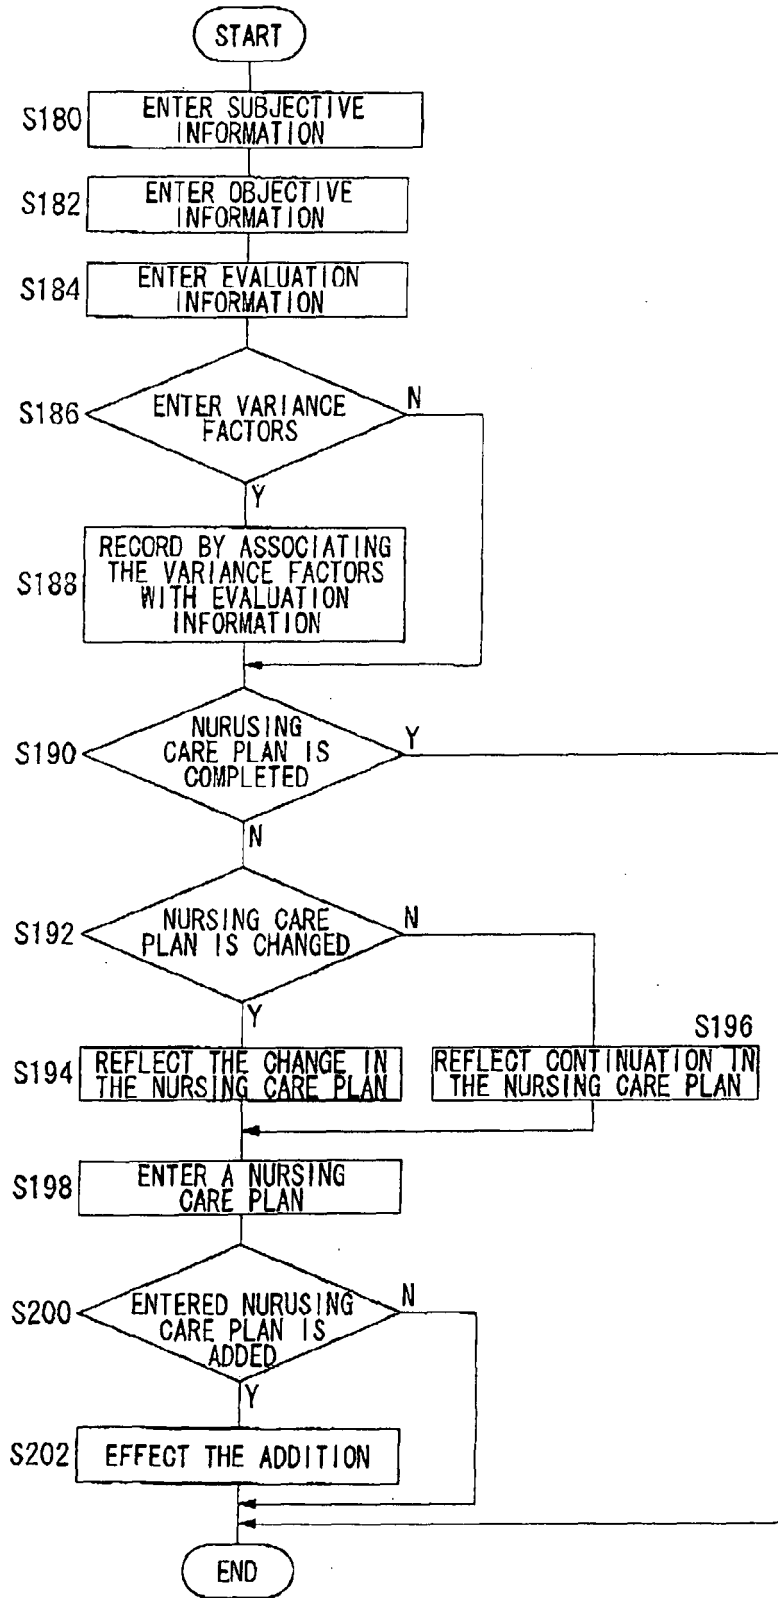 START
S180
ENTER SUBJECTIVE
INFORMATION
S182
ENTER OBJECTIVE
INFORMATION
S184
ENTER EVALUATION
INFORMATION
S186
ENTER VARIANCE
FACTORS
N
Y
S188
RECORD BY ASSOCIATING
THE VARIANCE FACTORS
WITH EVALUATION
INFORMATION
S190
NURUSING
CARE PLAN IS
COMPLETED
Y
N
S192
NURSING CARE
PLAN IS CHANGED
N
Y
S194
REFLECT THE CHANGE IN
THE NURSING CARE PLAN
S196
REFLECT CONTINUATION IN
THE NURSING CARE PLAN
S198
ENTER A NURSING
CARE PLAN
S200
ENTERED NURUSING
CARE PLAN IS
ADDED
N
Y
S202
EFFECT THE ADDITION
END